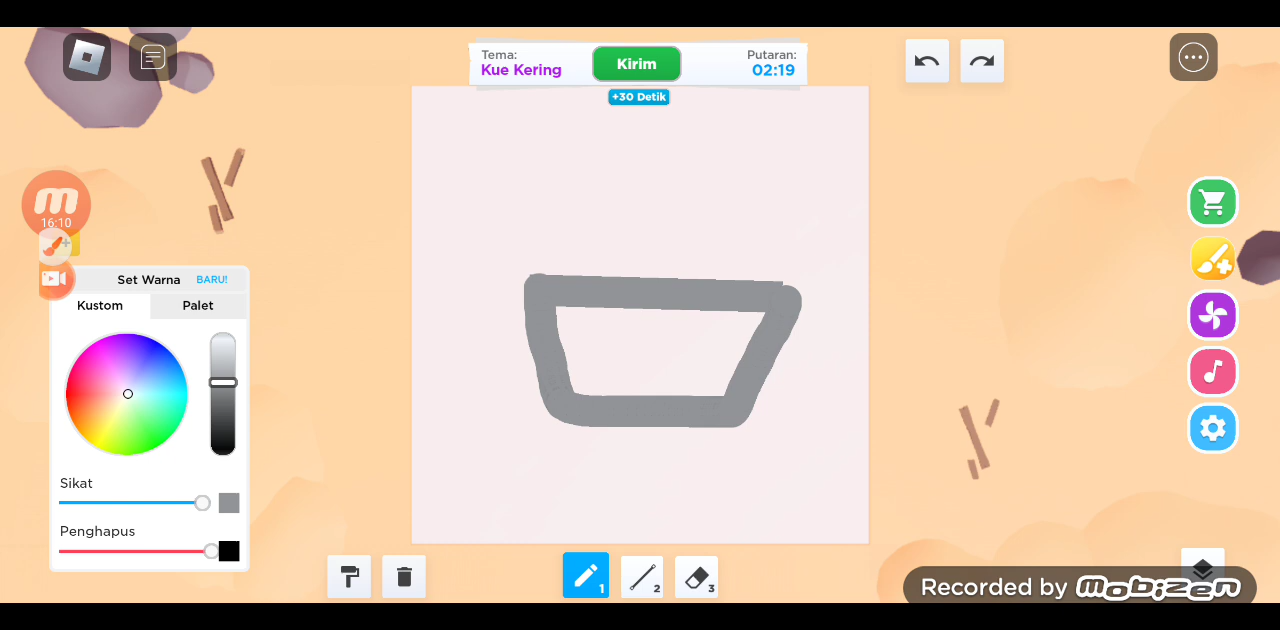 Tema:
Kue Kering
Kirim
Putaran:
02:19
+30 Detik
16:10
Set Warna BARU!
Kustom Palet
Sikat
Penghapus
1
2
3
Recorded by mobizen